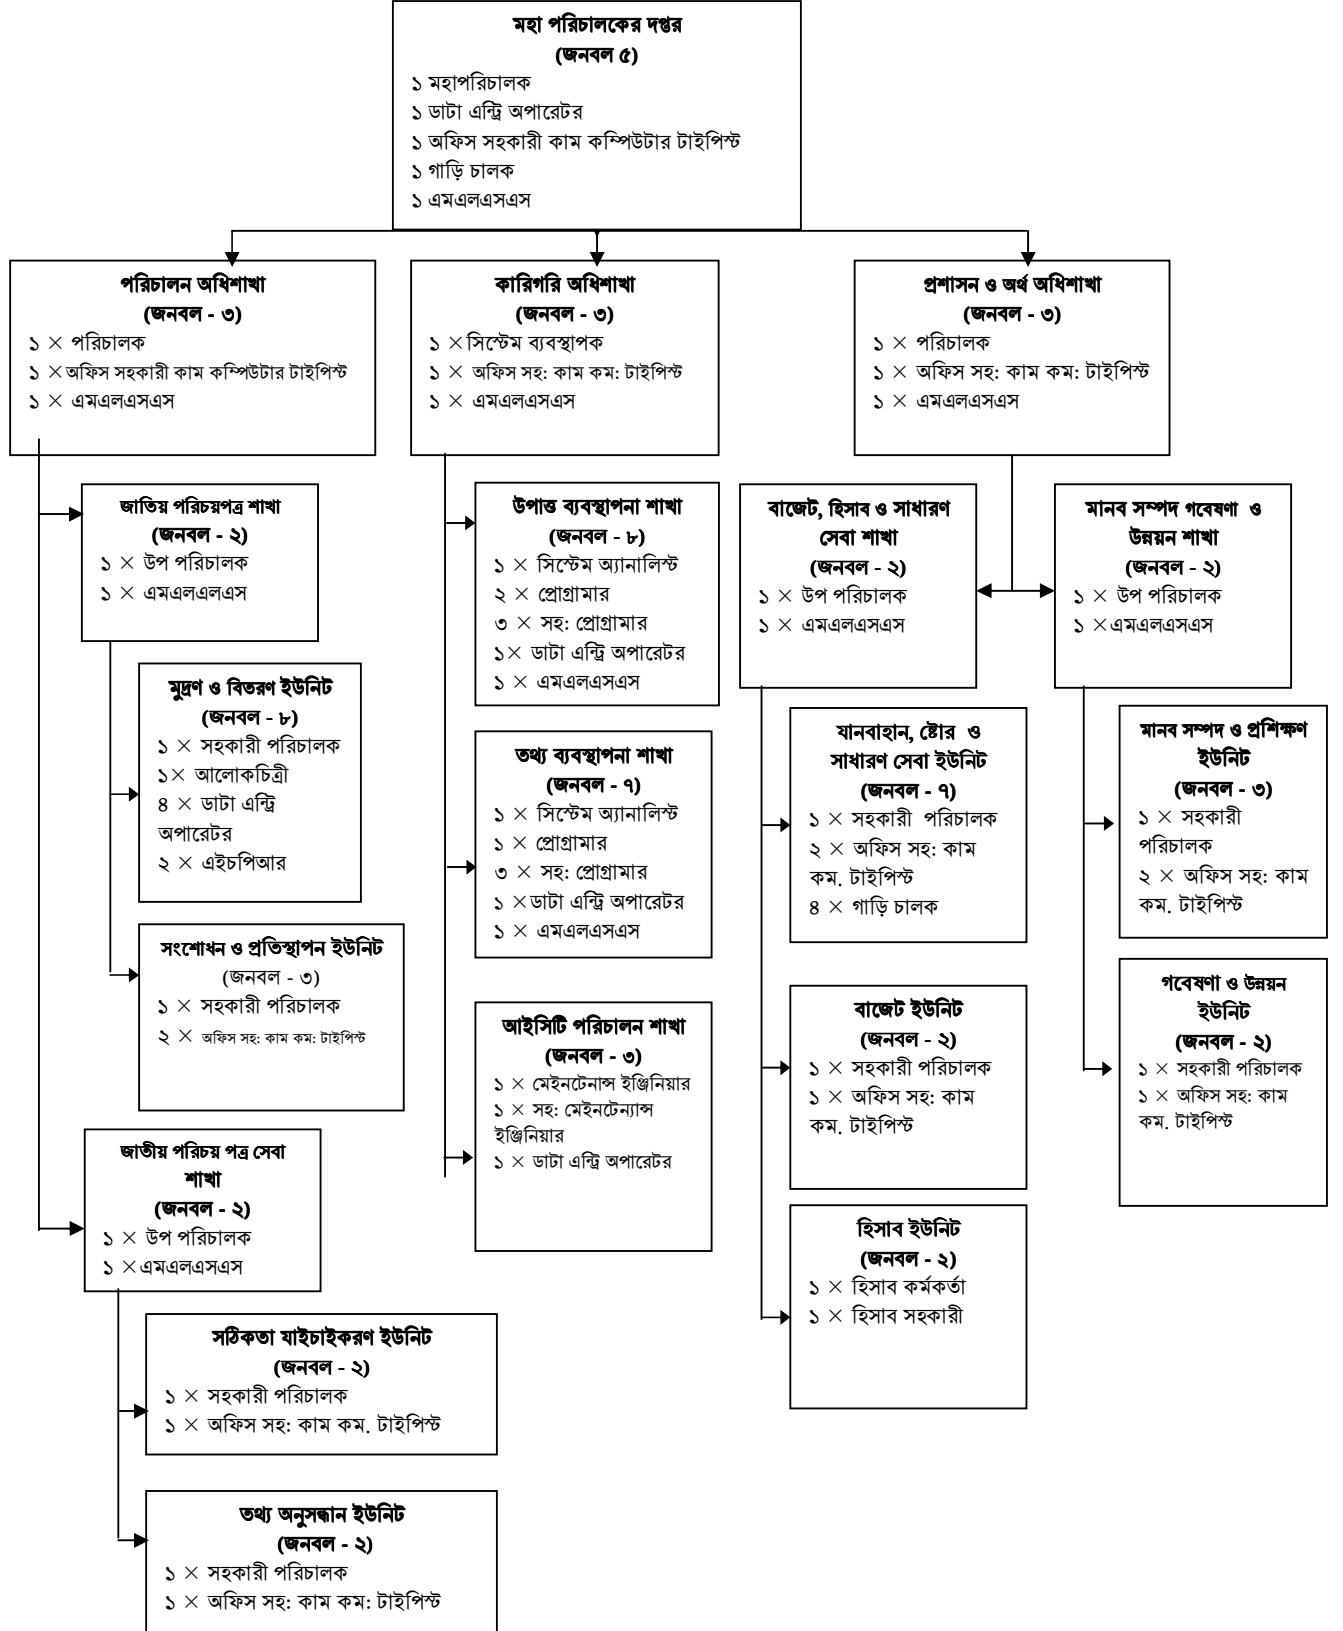 মহা পরিচালকের দপ্তর
(জনবল ৫)
১ মহাপরিচালক
১ ডাটা এন্ট্রি অপারেটর
১ অফিস সহকারী কাম কম্পিউটার টাইপিস্ট
১ গাড়ি চালক
১ এমএলএসএস
পরিচালন অধিশাখা
(জনবল - ৩)
১ × পরিচালক
১ ×অফিস সহকারী কাম কম্পিউটার টাইপিস্ট
১ × এমএলএসএস
কারিগরি অধিশাখা
(জনবল - ৩)
১ ×সিস্টেম ব্যবস্থাপক
১ × অফিস সহ: কাম কম: টাইপিস্ট
১ × এমএলএসএস
প্রশাসন ও অর্থ অধিশাখা
(জনবল - ৩)
১ × পরিচালক
১ × অফিস সহ: কাম কম: টাইপিস্ট
১ × এমএলএসএস
জাতিয় পরিচয়পত্র শাখা
(জনবল - ২)
১ × উপ পরিচালক
১ × এমএলএলএস
মুদ্রণ ও বিতরণ ইউনিট
(জনবল - ৮)
১ × সহকারী পরিচালক
১× আলোকচিত্রী
৪ × ডাটা এন্ট্রি
অপারেটর
২ × এইচপিআর
সংশোধন ও প্রতিস্থাপন ইউনিট
(জনবল - ৩)
১ × সহকারী পরিচালক
২ × অফিস সহ: কাম কম: টাইপিস্ট
জাতীয় পরিচয় পত্র সেবা
শাখা
(জনবল - ২)
১ × উপ পরিচালক
১ ×এমএলএসএস
সঠিকতা যাইচাইকরণ ইউনিট
(জনবল - ২)
১ × সহকারী পরিচালক
১ × অফিস সহ: কাম কম. টাইপিস্ট
তথ্য অনুসন্ধান ইউনিট
(জনবল - ২)
১ × সহকারী পরিচালক
১ × অফিস সহ: কাম কম: টাইপিস্ট
উপাত্ত ব্যবস্থাপনা শাখা
(জনবল - ৮)
১ × সিস্টেম অ্যানালিস্ট
২ × প্রোগ্রামার
৩ × সহ: প্রোগ্রামার
১× ডাটা এন্ট্রি অপারেটর
১ × এমএলএসএস
তথ্য ব্যবস্থাপনা শাখা
(জনবল - ৭)
১ × সিস্টেম অ্যানালিস্ট
১ × প্রোগ্রামার
৩ × সহ: প্রোগ্রামার
১ ×ডাটা এন্ট্রি অপারেটর
১ × এমএলএসএস
আইসিটি পরিচালন শাখা
(জনবল - ৩)
১ × মেইনটেনান্স ইঞ্জিনিয়ার
১ × সহ: মেইনটেন্যান্স
ইঞ্জিনিয়ার
১ × ডাটা এন্ট্রি অপারেটর
বাজেট, হিসাব ও সাধারণ
সেবা শাখা
(জনবল - ২)
১ × উপ পরিচালক
১ × এমএলএসএস
যানবাহান, ষ্টোর ও
সাধারণ সেবা ইউনিট
(জনবল - ৭)
১ × সহকারী পরিচালক
২ × অফিস সহ: কাম
কম. টাইপিস্ট
৪ × গাড়ি চালক
বাজেট ইউনিট
(জনবল - ২)
১ × সহকারী পরিচালক
১ × অফিস সহ: কাম
কম. টাইপিস্ট
হিসাব ইউনিট
(জনবল - ২)
১ × হিসাব কর্মকর্তা
১ × হিসাব সহকারী
মানব সম্পদ গবেষণা ও
উন্নয়ন শাখা
(জনবল - ২)
১ × উপ পরিচালক
১ ×এমএলএসএস
মানব সম্পদ ও প্রশিক্ষণ
ইউনিট
(জনবল - ৩)
১ × সহকারী
পরিচালক
২ × অফিস সহ: কাম
কম. টাইপিস্ট
গবেষণা ও উন্নয়ন
ইউনিট
(জনবল - ২)
১ × সহকারী পরিচালক
১ × অফিস সহ: কাম
কম. টাইপিস্ট